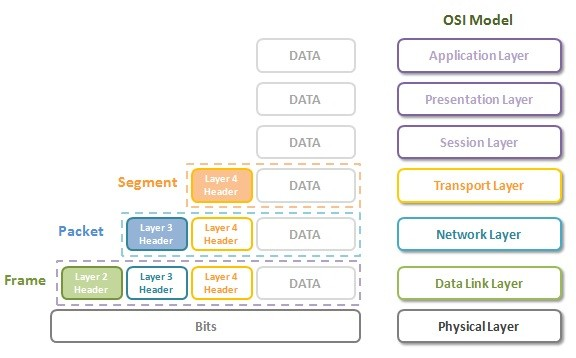 OSI Model
DATA Application Layer
DATA Presentation Layer
DATA Session Layer
Segment Layer 4 Header DATA Transport Layer
Packet Layer 3 Header Layer 4 Header DATA Network Layer
Frame Layer 2 Header Layer 3 Header Layer 4 Header DATA Data Link Layer
Bits Physical Layer